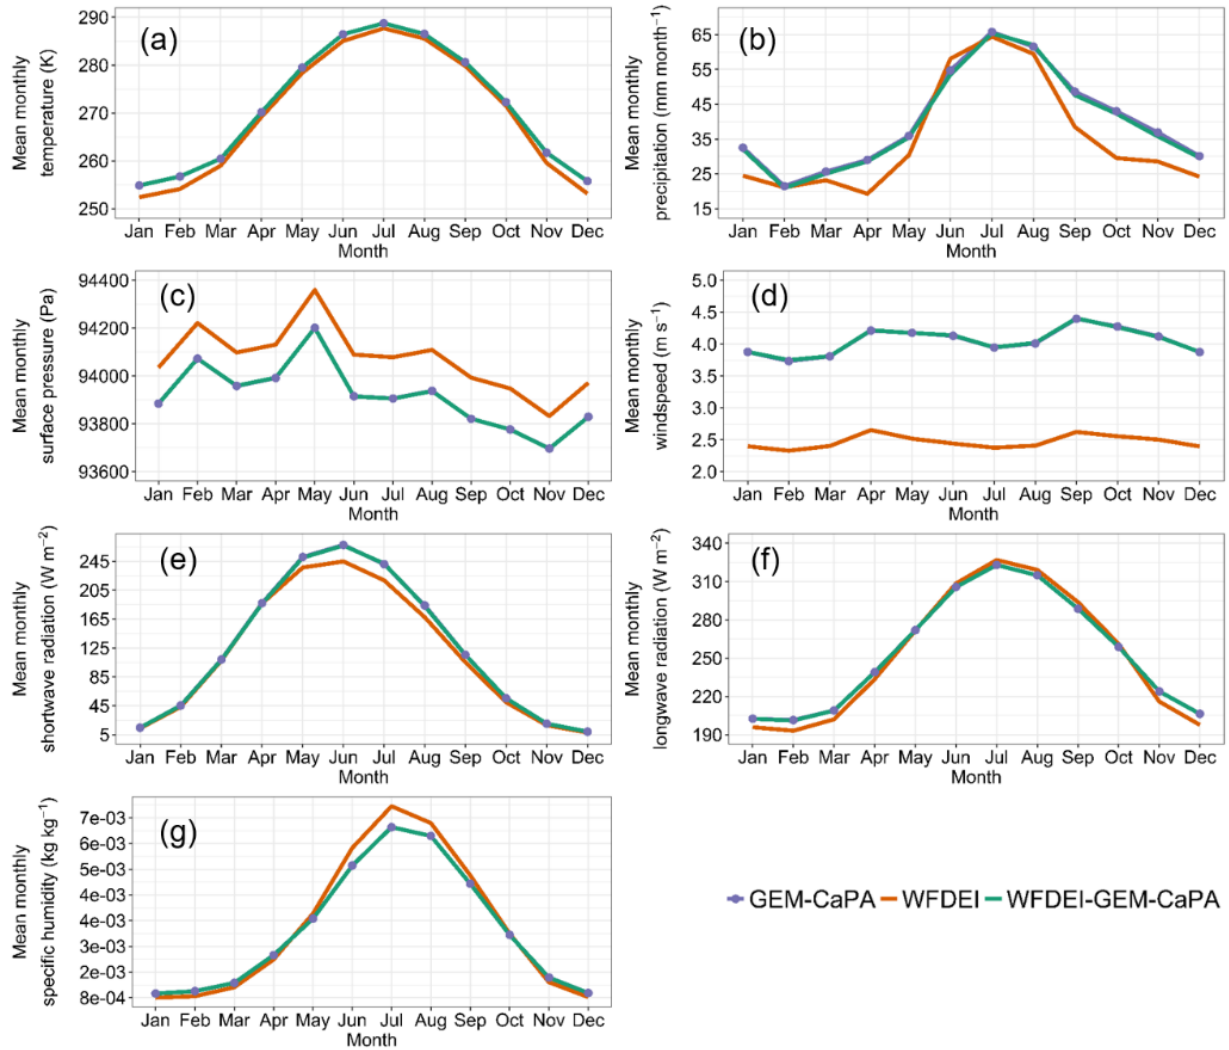 (a)
Mean monthly
temperature (K)
290
280
270
260
250
Jan Feb Mar Apr May Jun Jul Aug Sep Oct Nov Dec
Month
(b)
Mean monthly
precipitation (mm month⁻¹)
65
55
45
35
25
15
Jan Feb Mar Apr May Jun Jul Aug Sep Oct Nov Dec
Month
(c)
Mean monthly
surface pressure (Pa)
94400
94200
94000
93800
93600
Jan Feb Mar Apr May Jun Jul Aug Sep Oct Nov Dec
Month
(d)
Mean monthly
windspeed (m s⁻¹)
5.0
4.5
4.0
3.5
3.0
2.5
2.0
Jan Feb Mar Apr May Jun Jul Aug Sep Oct Nov Dec
Month
(e)
Mean monthly
shortwave radiation (W m⁻²)
245
205
165
125
85
45
5
Jan Feb Mar Apr May Jun Jul Aug Sep Oct Nov Dec
Month
(f)
Mean monthly
longwave radiation (W m⁻²)
340
310
280
250
220
190
Jan Feb Mar Apr May Jun Jul Aug Sep Oct Nov Dec
Month
(g)
Mean monthly
specific humidity (kg kg⁻¹)
7e-03
6e-03
5e-03
4e-03
4e-03
3e-03
2e-03
8e-04
Jan Feb Mar Apr May Jun Jul Aug Sep Oct Nov Dec
Month
GEM-CaPA WFDEI WFDEI-GEM-CaPA